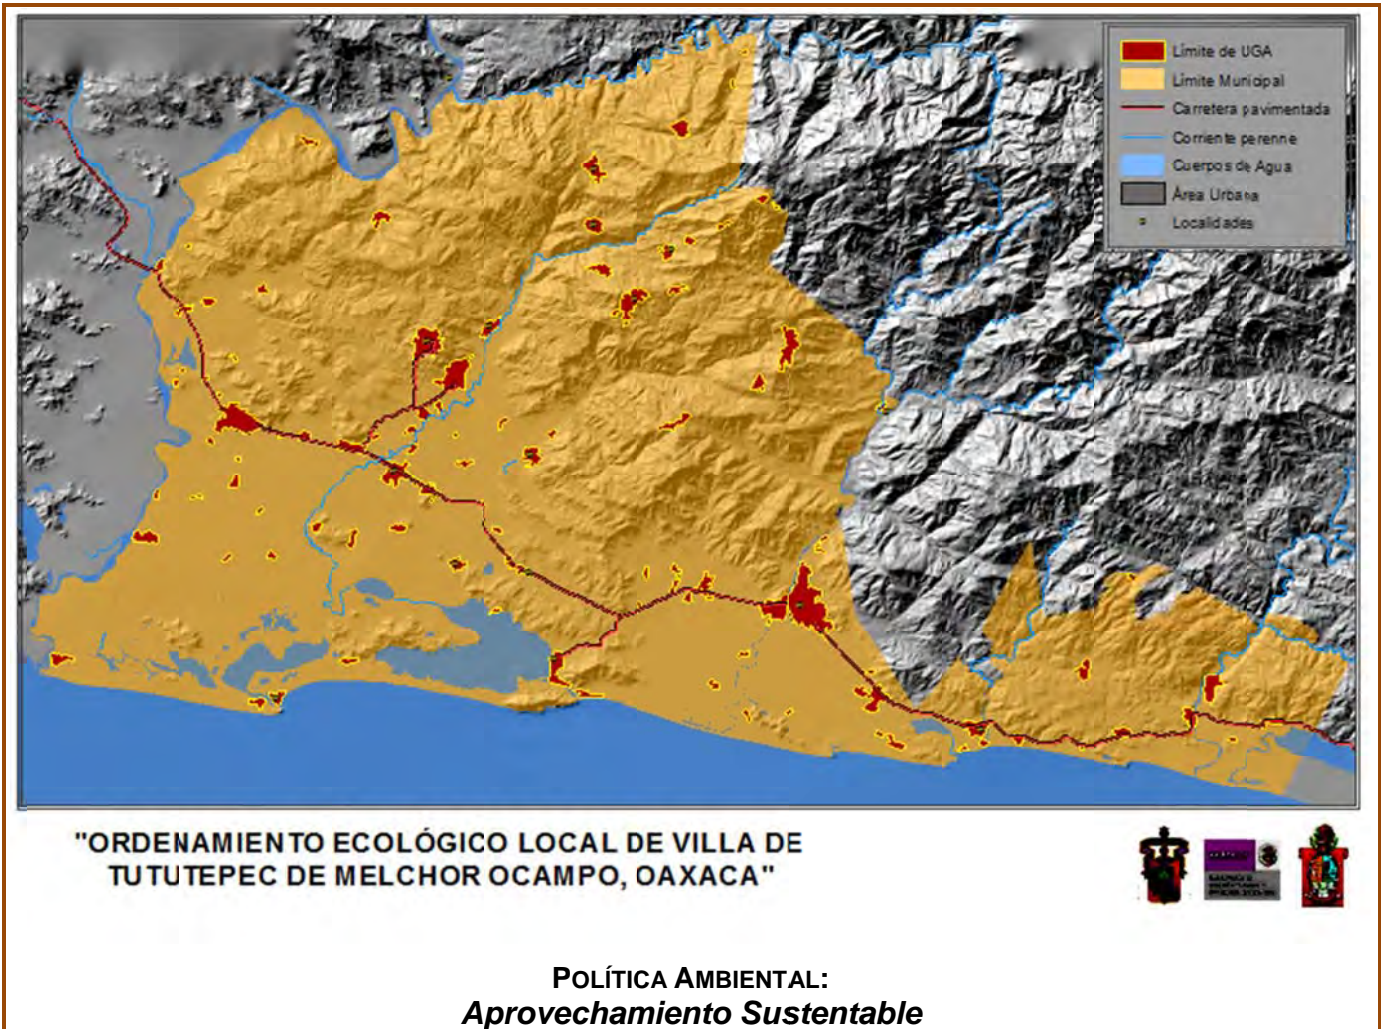 Límite de UGA
Límite Municipal
Carretera pavimentada
Corriente perenne
Cuerpos de Agua
Área Urbana
Localidades
"ORDENAMIENTO ECOLÓGICO LOCAL DE VILLA DE
TUTUTEPEC DE MELCHOR OCAMPO, OAXACA"
POLÍTICA AMBIENTAL:
Aprovechamiento Sustentable